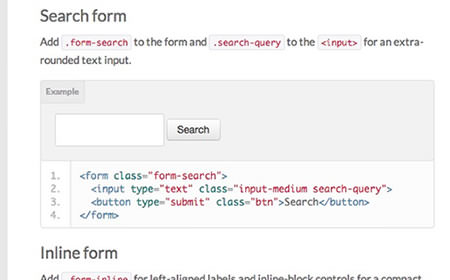 Search form
Add .form-search to the form and .search-query to the <input> for an extra-
rounded text input.
Example
Search
1. <form class="form-search">
2. <input type="text" class="input-medium search-query">
3. <button type="submit" class="btn">Search</button>
4. </form>
Inline form
Add .form-inline for left-aligned labels and inline-block controls for a compact